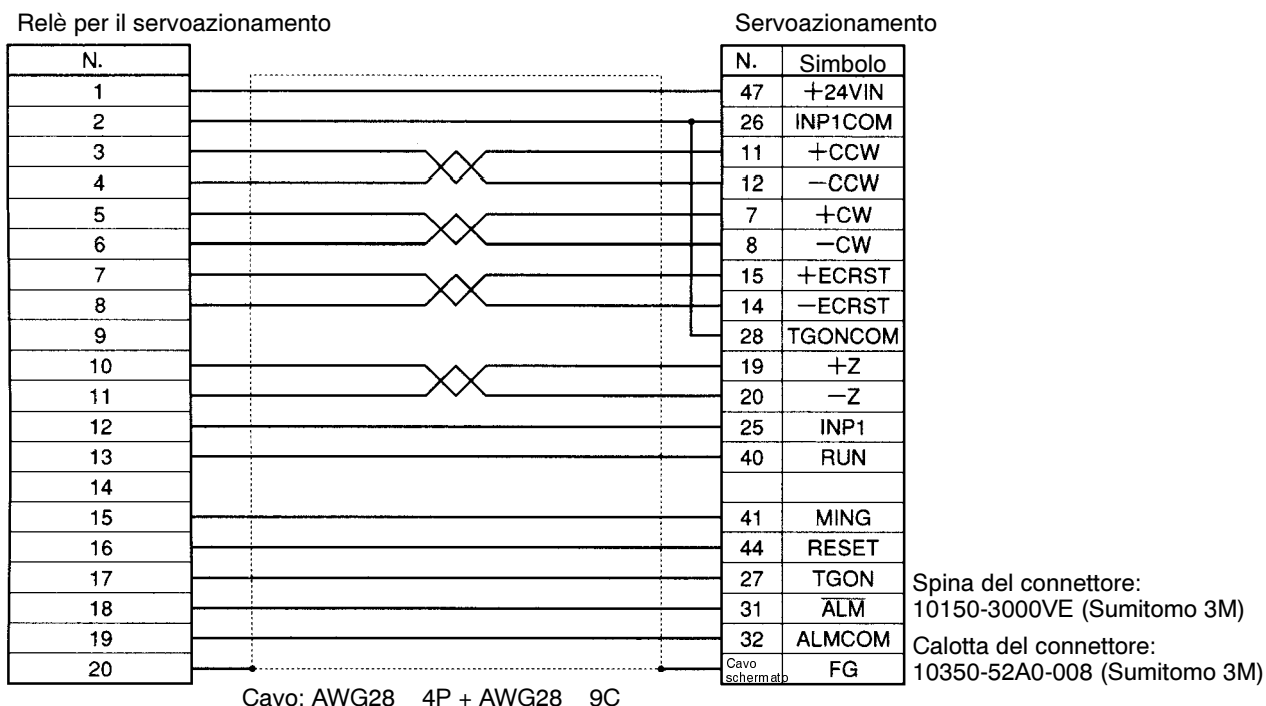 Relè per il servoazionamento Servoazionamento
N. N. Simbolo
1 47 +24VIN
2 26 INP1COM
3 11 +CCW
4 12 −CCW
5 7 +CW
6 8 −CW
7 15 +ECRST
8 14 −ECRST
9 28 TGONCOM
10 19 +Z
11 20 −Z
12 25 INP1
13 40 RUN
14
15 41 MING
16 44 RESET
17 27 TGON
18 31 ALM
19 32 ALMCOM
20 Cavo schermato FG
Spina del connettore:
10150-3000VE (Sumitomo 3M)
Calotta del connettore:
10350-52A0-008 (Sumitomo 3M)
Cavo: AWG28 4P + AWG28 9C